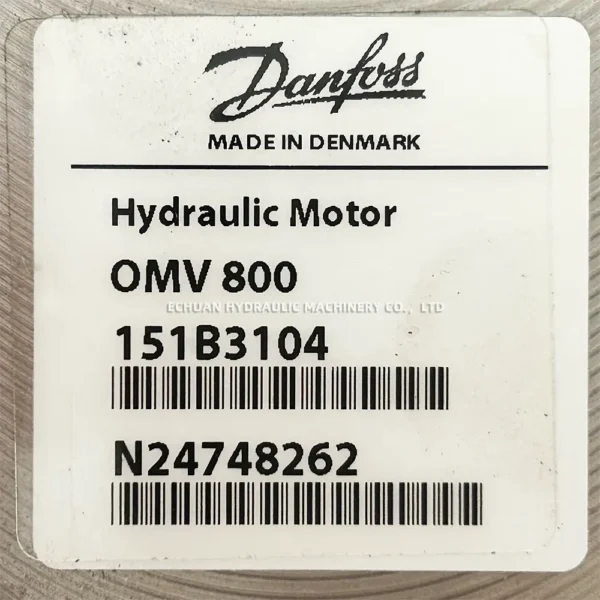 Danfoss
MADE IN DENMARK
Hydraulic Motor
OMV 800
ECHUAN HYDRAULIC MACHINERY CO., LTD
151B3104
N24748262